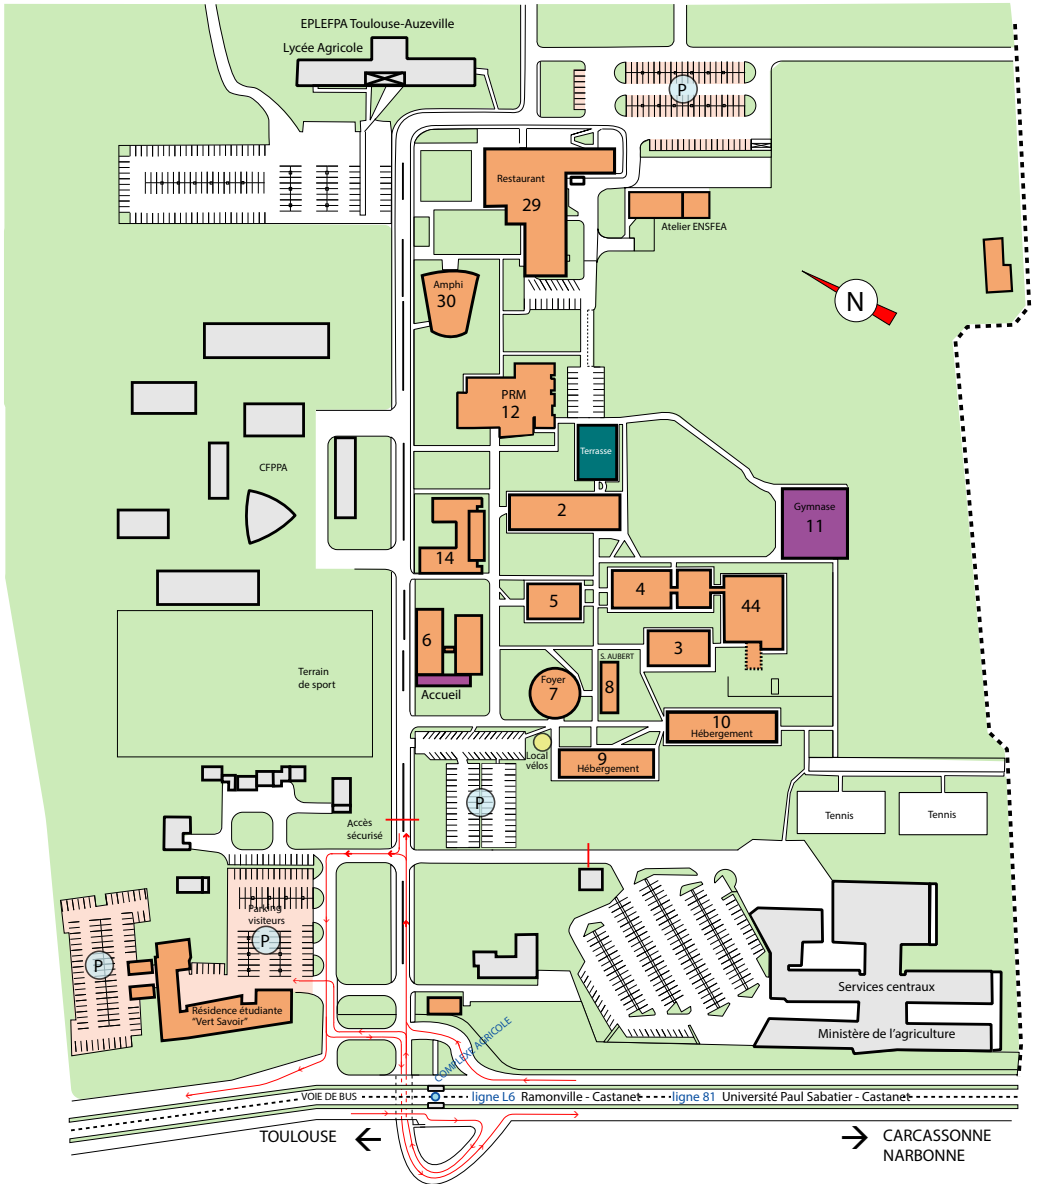 EPLEFPA Toulouse-Auzeville
Lycée Agricole
P
Restaurant
29
Atelier ENSFEA
Amphi
30
N
PRM
12
Terrasse
CFPPA
2
Gymnase
11
14
5
4
44
6
3
S. AUBERT
Foyer
7
8
Accueil
Terrain
de sport
10
Hébergement
Local
vélos
9
Hébergement
P
Accès
sécurisé
Tennis
Tennis
Parking
visiteurs
P
P
Résidence étudiante
"Vert Savoir"
Services centraux
Ministère de l'agriculture
COMPLEXE AGRICOLE
VOIE DE BUS
ligne L6 Ramonville - Castanet
ligne 81 Université Paul Sabatier - Castanet
TOULOUSE
CARCASSONNE
NARBONNE